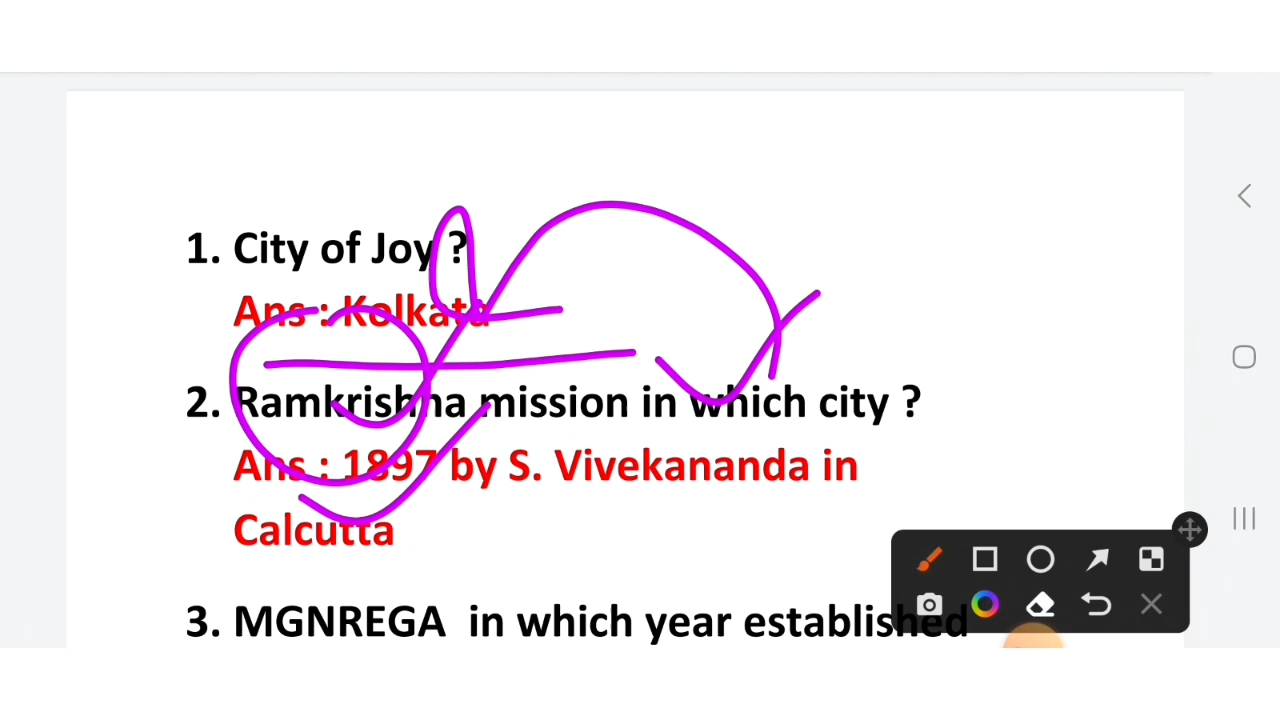 1. City of Joy ?
Ans : Kolkata
2. Ramkrishna mission in which city ?
Ans : 1897 by S. Vivekananda in
Calcutta
3. MGNREGA in which year established